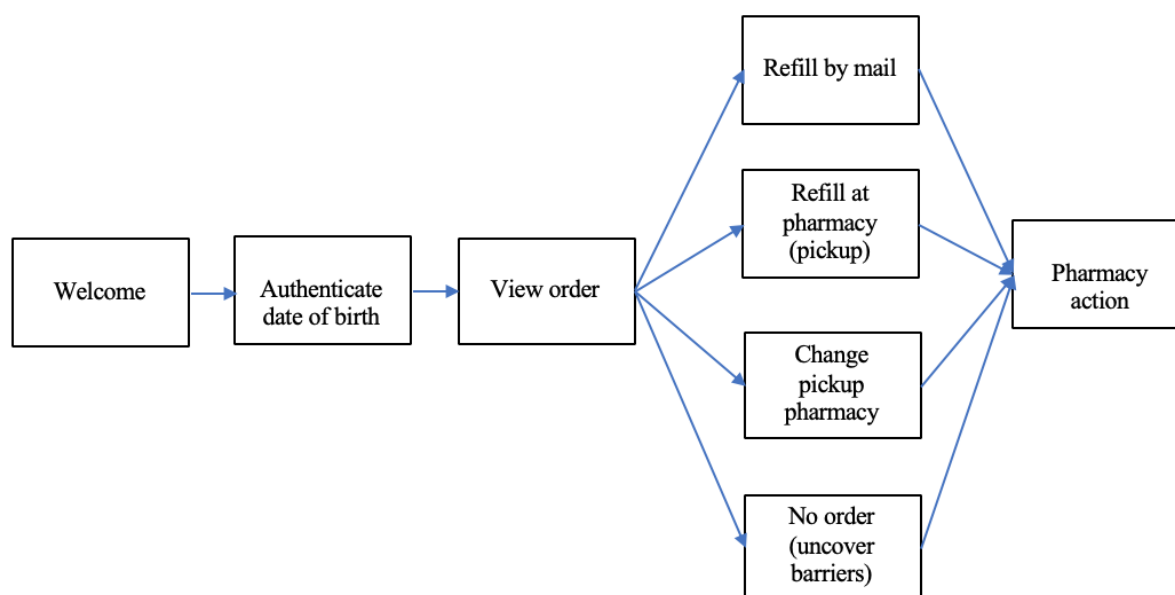 Welcome
Authenticate
date of birth
View order
Refill by mail
Refill at
pharmacy
(pickup)
Change
pickup
pharmacy
No order
(uncover
barriers)
Pharmacy
action